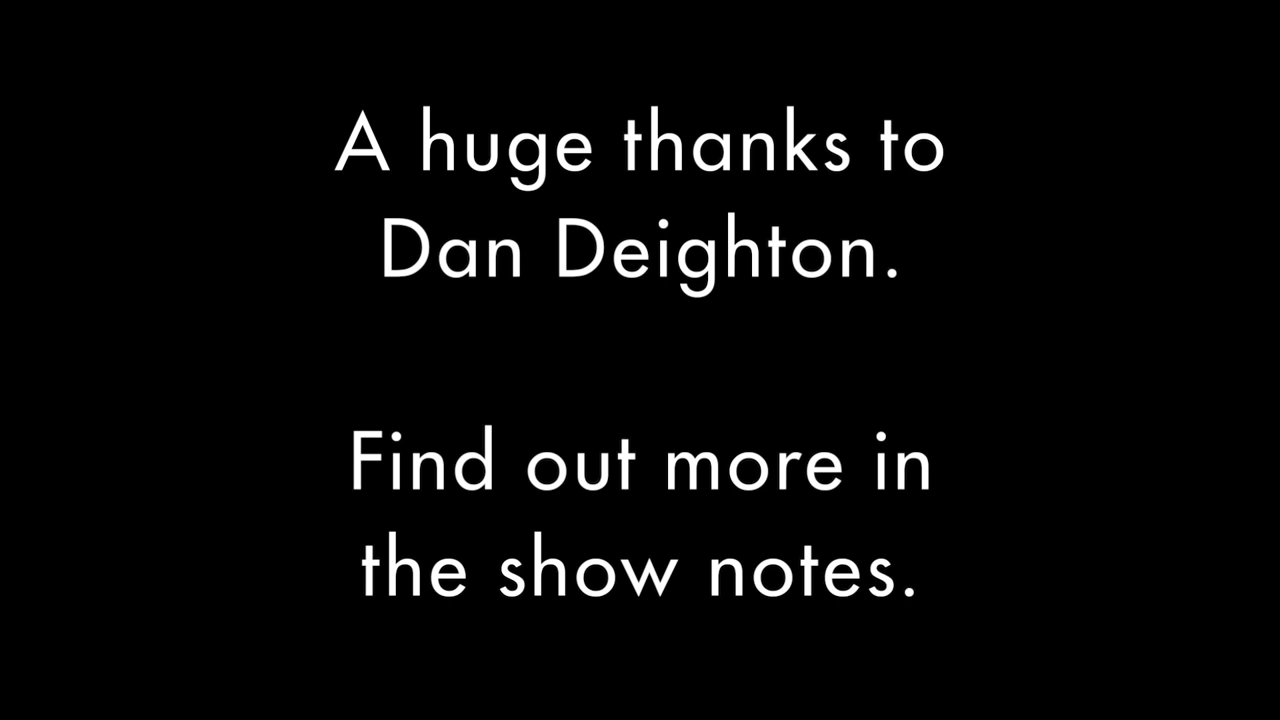 A huge thanks to
Dan Deighton.
Find out more in
the show notes.